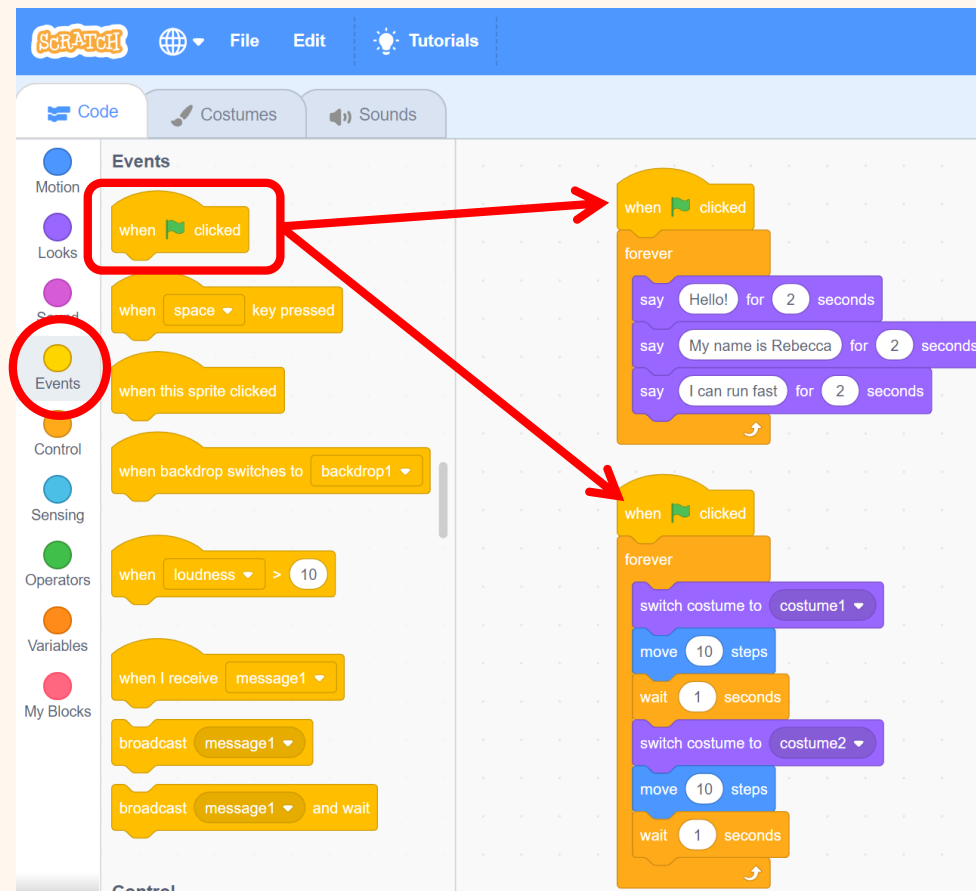 SCRATCH File Edit Tutorials
Code Costumes Sounds
Motion
Looks
Sound
Events
Control
Sensing
Operators
Variables
My Blocks
Events
when clicked
when space key pressed
when this sprite clicked
when backdrop switches to backdrop1
when loudness > 10
when I receive message1
broadcast message1
broadcast message1 and wait
Control
when clicked
forever
say Hello! for 2 seconds
say My name is Rebecca for 2 seconds
say I can run fast for 2 seconds
when clicked
forever
switch costume to costume1
move 10 steps
wait 1 seconds
switch costume to costume2
move 10 steps
wait 1 seconds